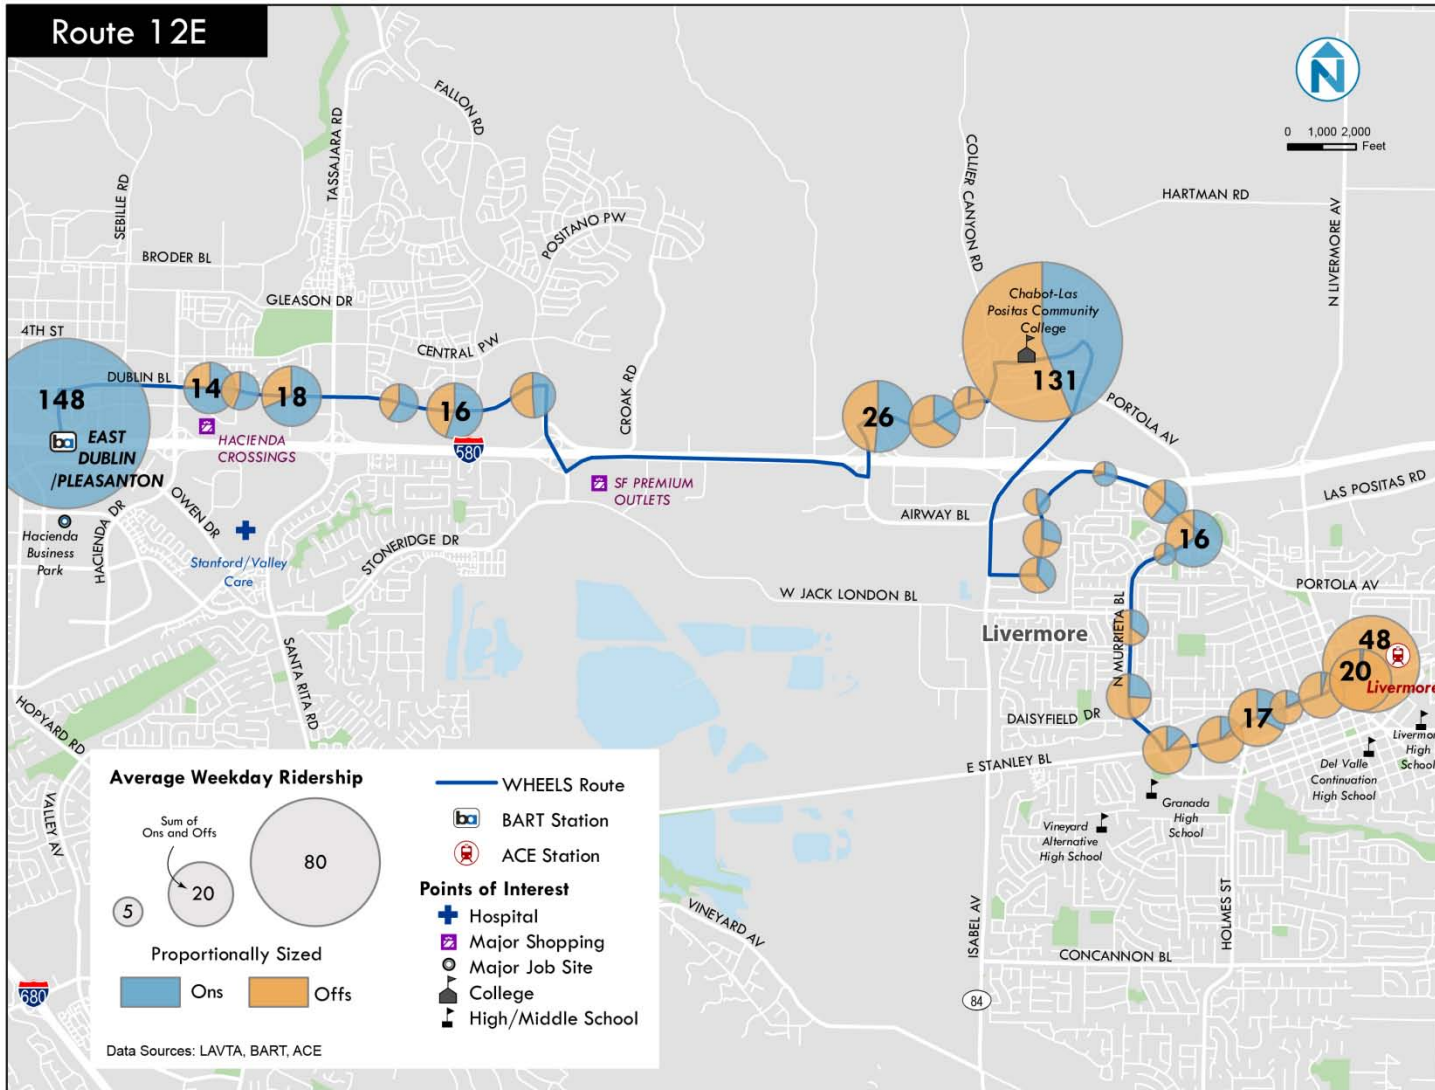 Route 12E
0 1,000 2,000
Feet
FALLON RD
TASSAJARA RD
SEBILLE RD
COLLIER CANYON RD
HARTMAN RD
N LIVERMORE AV
POSITANO PW
BRODER BL
GLEASON DR
4TH ST
CENTRAL PW
DUBLIN BL
CROAK RD
Chabot-Las
Positas Community
College
131
148
14
18
16
26
PORTOLA AV
ba
EAST
DUBLIN
/PLEASANTON
HACIENDA
CROSSINGS
580
SF PREMIUM
OUTLETS
LAS POSITAS RD
OWEN DR
HACIENDA DR
AIRWAY BL
Hacienda
Business
Park
Stanford/Valley
Care
STONERIDGE DR
16
PORTOLA AV
W JACK LONDON BL
Livermore
N MURRIETA BL
SANTA RITA RD
48
20
Livermore
HOPYARD RD
DAISYFIELD DR
17
E STANLEY BL
Livermore
High
School
Del Valle
Continuation
High School
Granada
High
School
Vineyard
Alternative
High School
VALLEY AV
VINEYARD AV
ISABEL AV
HOLMES ST
CONCANNON BL
84
680
Average Weekday Ridership
Sum of
Ons and Offs
5
20
80
Proportionally Sized
Ons
Offs
WHEELS Route
ba
BART Station
ACE Station
Points of Interest
Hospital
Major Shopping
Major Job Site
College
High/Middle School
Data Sources: LAVTA, BART, ACE
N